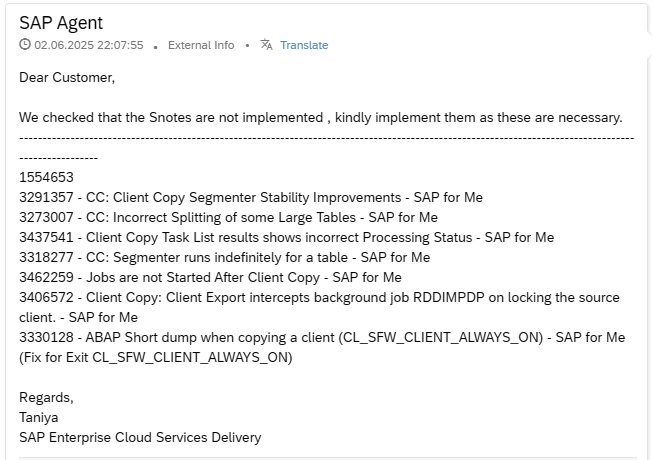 SAP Agent
02.06.2025 22:07:55 • External Info • Translate
Dear Customer,
We checked that the Snotes are not implemented , kindly implement them as these are necessary.
-----------------------------------------------------------------------------------------------------------------------------------
-----------------
1554653
3291357 - CC: Client Copy Segmenter Stability Improvements - SAP for Me
3273007 - CC: Incorrect Splitting of some Large Tables - SAP for Me
3437541 - Client Copy Task List results shows incorrect Processing Status - SAP for Me
3318277 - CC: Segmenter runs indefinitely for a table - SAP for Me
3462259 - Jobs are not Started After Client Copy - SAP for Me
3406572 - Client Copy: Client Export intercepts background job RDDIMPDP on locking the source
client. - SAP for Me
3330128 - ABAP Short dump when copying a client (CL_SFW_CLIENT_ALWAYS_ON) - SAP for Me
(Fix for Exit CL_SFW_CLIENT_ALWAYS_ON)
Regards,
Taniya
SAP Enterprise Cloud Services Delivery